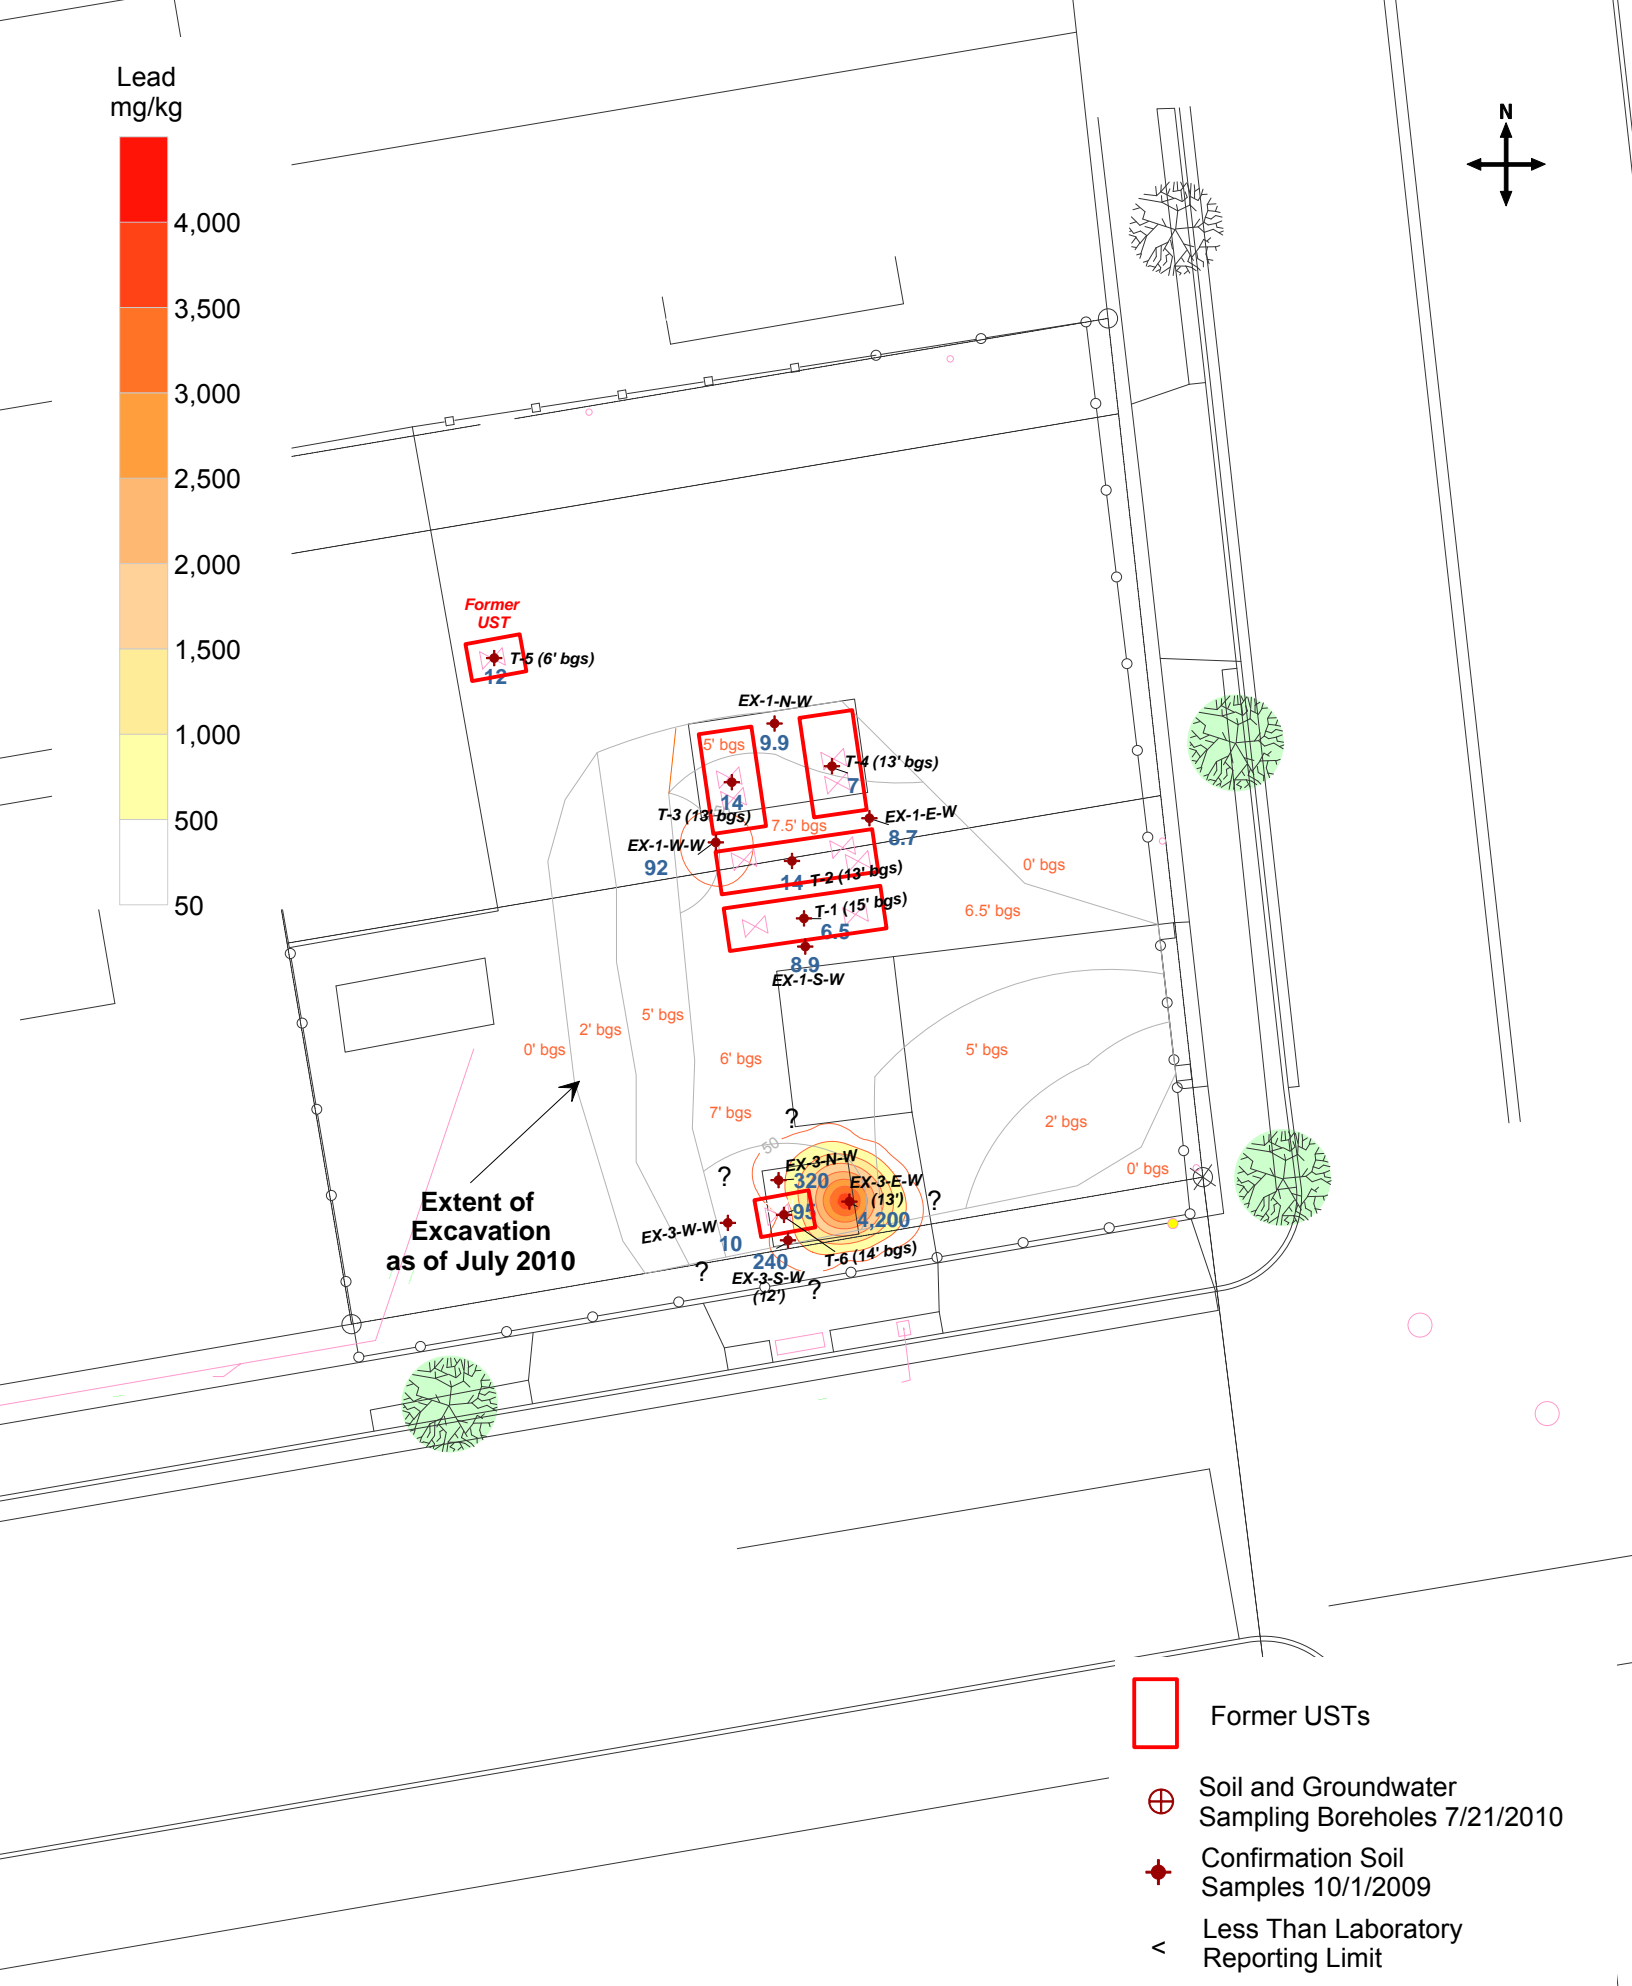 Lead
mg/kg
4,000
3,500
3,000
2,500
2,000
1,500
1,000
500
50
N
Former
UST
T-5 (6' bgs)
12
EX-1-N-W
9.9
5' bgs
T-4 (13' bgs)
7
14
T-3 (13' bgs)
7.5' bgs
EX-1-E-W
8.7
EX-1-W-W
92
14
T-2 (13' bgs)
0' bgs
T-1 (15' bgs)
6.5
6.5' bgs
8.9
EX-1-S-W
5' bgs
2' bgs
0' bgs
6' bgs
5' bgs
7' bgs
2' bgs
?
50
EX-3-N-W
320
?
0' bgs
EX-3-E-W
(13')
4,200
?
95
EX-3-W-W
10
240
T-6 (14' bgs)
?
EX-3-S-W
(12')
?
Extent of
Excavation
as of July 2010
Former USTs
Soil and Groundwater
Sampling Boreholes 7/21/2010
Confirmation Soil
Samples 10/1/2009
<
Less Than Laboratory
Reporting Limit